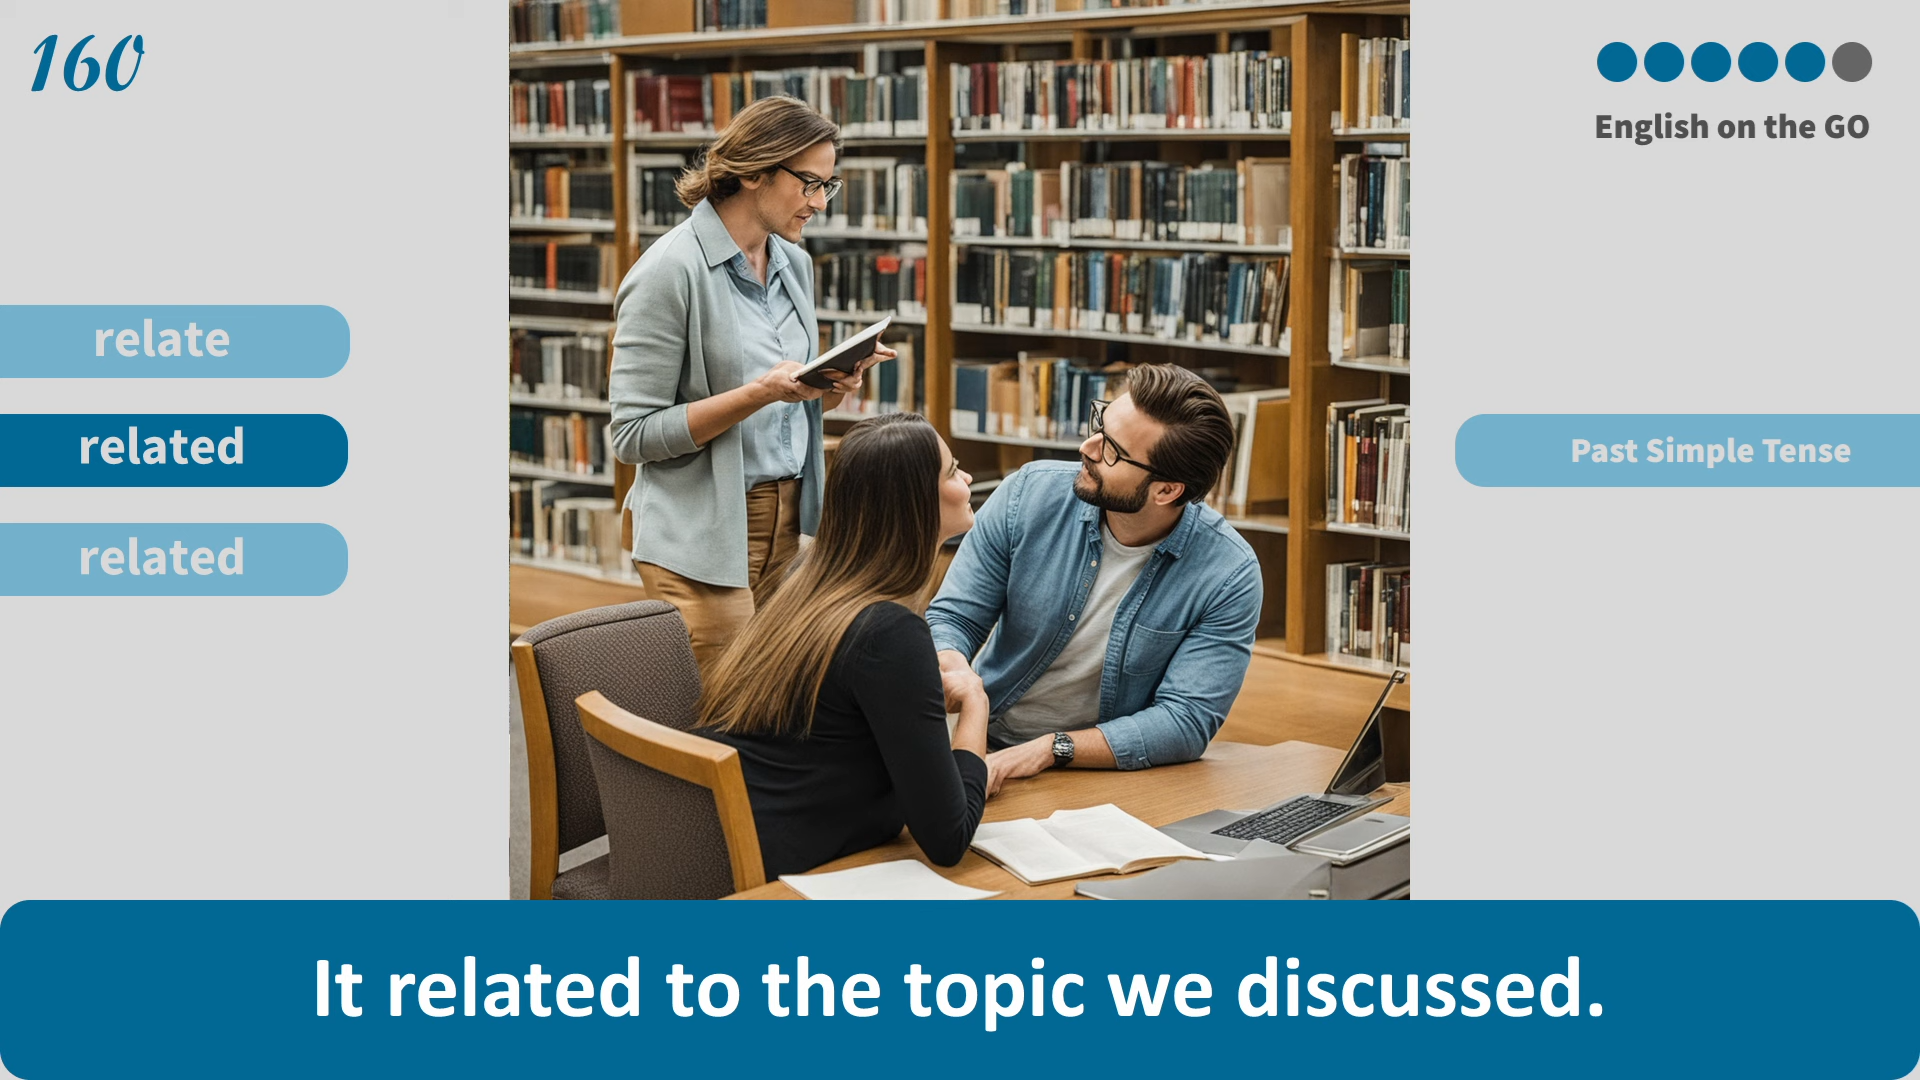 160
English on the GO
relate
related
related
Past Simple Tense
It related to the topic we discussed.